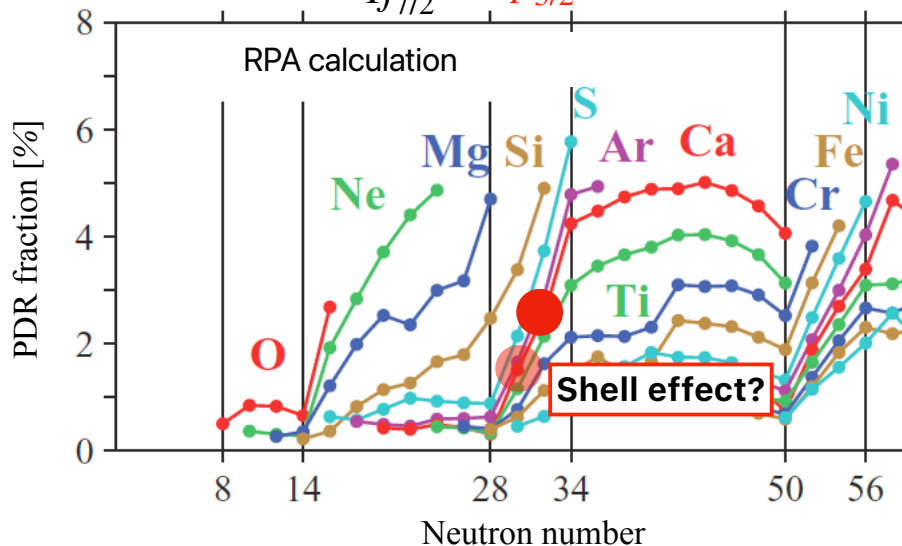 RPA calculation
8
6
4
2
0
PDR fraction [%]
O
Ne
Mg
Si
S
Ar
Ca
Ti
Cr
Fe
Ni
Shell effect?
8 14 28 34 50 56
Neutron number